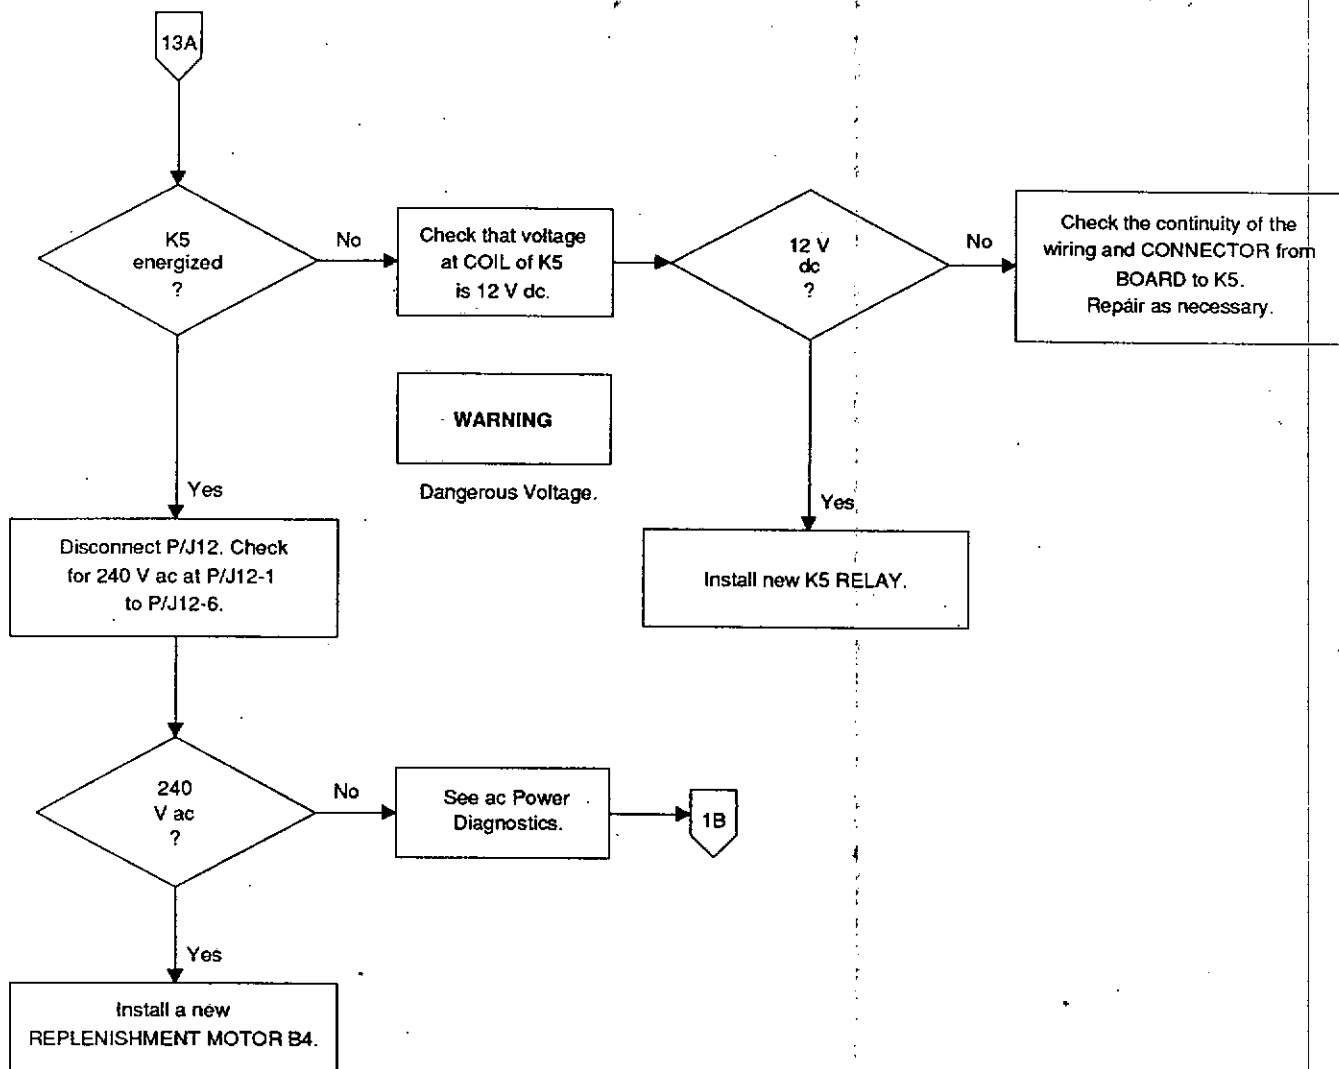 13A
K5
energized
?
No
Check that voltage
at COIL of K5
is 12 V dc.
12 V
dc
?
No
Check the continuity of the
wiring and CONNECTOR from
BOARD to K5.
Repair as necessary.
WARNING
Dangerous Voltage.
Yes
Yes
Disconnect P/J12. Check
for 240 V ac at P/J12-1
to P/J12-6.
Install new K5 RELAY.
240
V ac
?
No
See ac Power
Diagnostics.
1B
Yes
Install a new
REPLENISHMENT MOTOR B4.